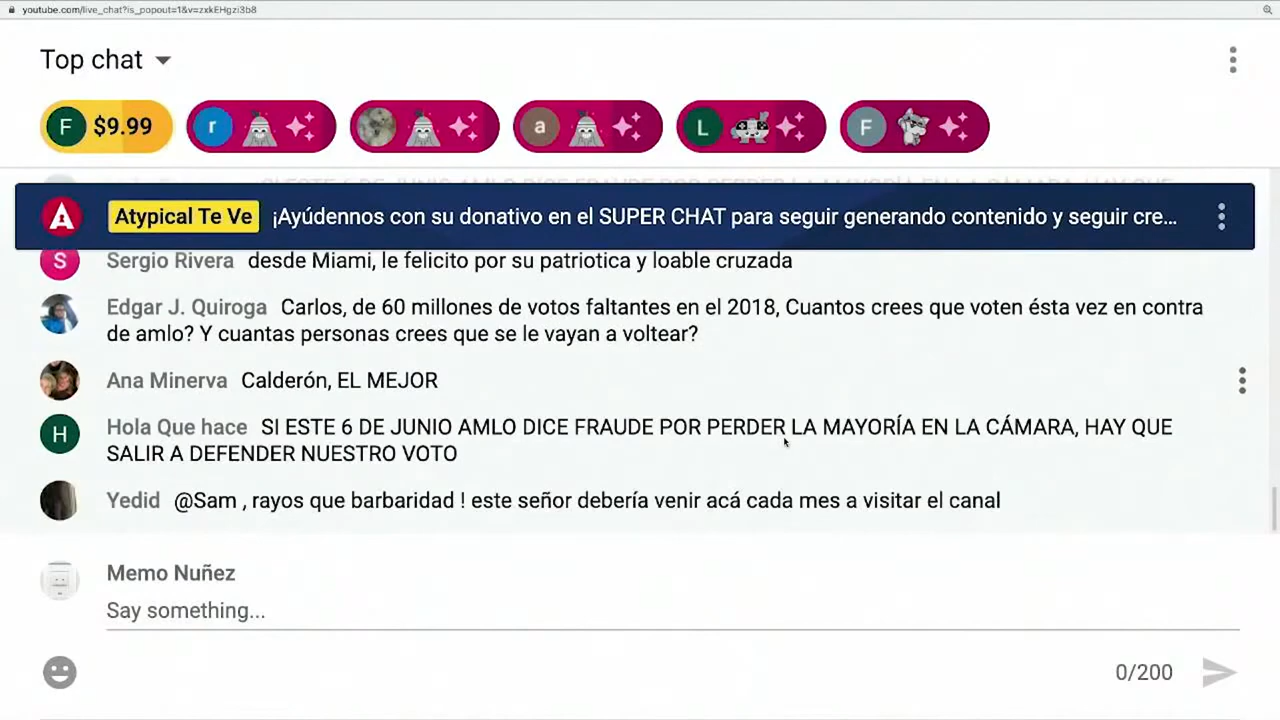 youtube.com/live_chat?is_popout=1&v=zxkEHgzi3b8
Top chat
F $9.99 r a L F
Atypical Te Ve ¡Ayúdennos con su donativo en el SUPER CHAT para seguir generando contenido y seguir cre...
S Sergio Rivera desde Miami, le felicito por su patriotica y loable cruzada
Edgar J. Quiroga Carlos, de 60 millones de votos faltantes en el 2018, Cuantos crees que voten ésta vez en contra
de amlo? Y cuantas personas crees que se le vayan a voltear?
Ana Minerva Calderón, EL MEJOR
H Hola Que hace SI ESTE 6 DE JUNIO AMLO DICE FRAUDE POR PERDER LA MAYORÍA EN LA CÁMARA, HAY QUE
SALIR A DEFENDER NUESTRO VOTO
Yedid @Sam , rayos que barbaridad ! este señor debería venir acá cada mes a visitar el canal
Memo Nuñez
Say something...
0/200